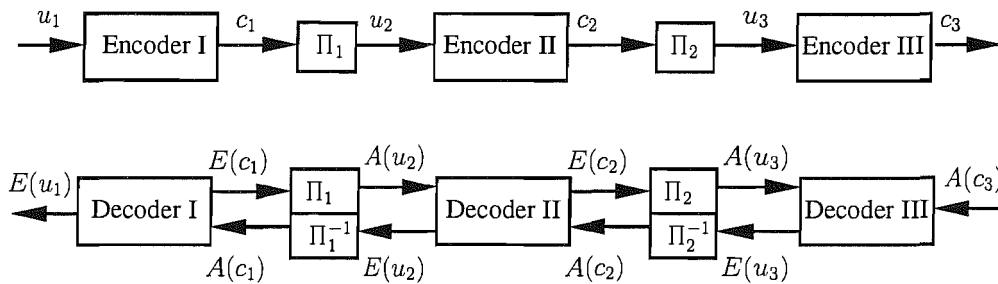 u₁ c₁ u₂ c₂ u₃ c₃
Encoder I Π₁ Encoder II Π₂ Encoder III
E(c₁) A(u₂) E(c₂) A(u₃)
E(u₁) A(c₃)
Decoder I Π₁ Decoder II Π₂ Decoder III
Π₁⁻¹ Π₂⁻¹
A(c₁) E(u₂) A(c₂) E(u₃)